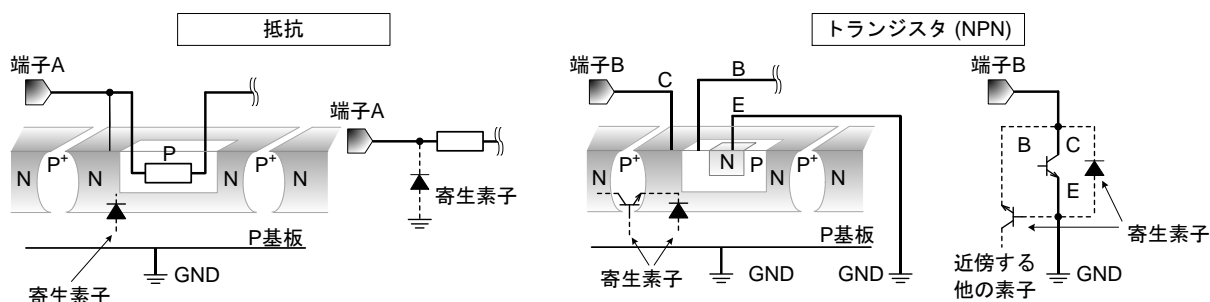 抵抗
端子A
P+
N
N
P
N
P+
N
P基板
GND
寄生素子
端子A
寄生素子
トランジスタ (NPN)
端子B
C
B
E
N
P+
N
N
P
N
P+
N
P基板
寄生素子
GND
GND
端子B
B
C
E
寄生素子
近傍する
他の素子
GND